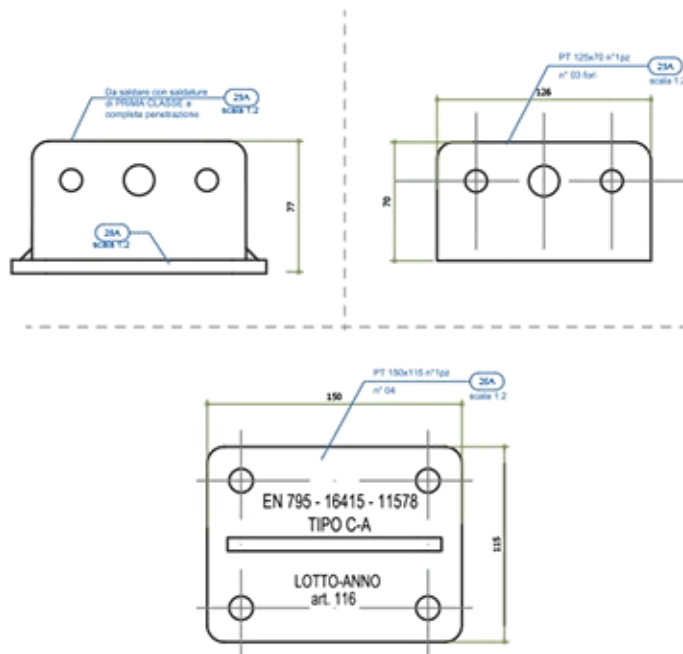 Da saldare con saldature
di PRIMA CLASSE a
completa penetrazione
25A
scala 1:2
77
26A
scala 1:2
PT 125x70 n°1pz
n° 03 fori
25A
scala 1:2
126
70
PT 150x115 n°1pz
n° 04
26A
scala 1:2
150
115
EN 795 - 16415 - 11578
TIPO C-A
LOTTO-ANNO
art. 116